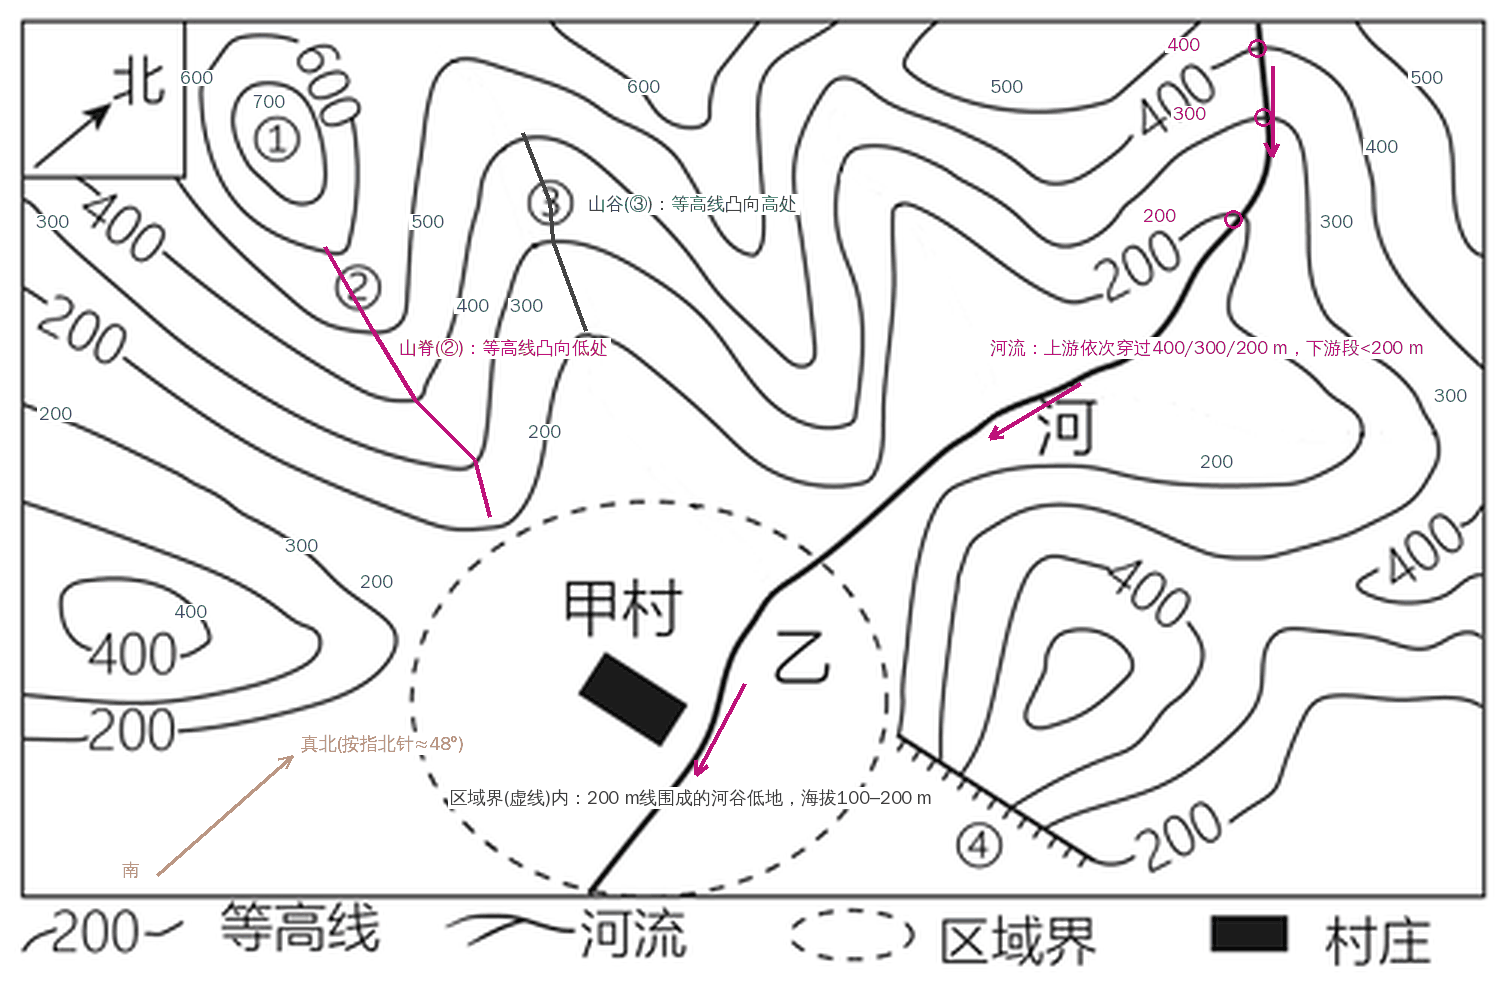 600
北
600
700
①
600
500
400
400
300
500
400
300
400
500
③
山谷(③)：等高线凸向高处
200
300
200
②
400
300
山脊(②)：等高线凸向低处
河流：上游依次穿过400/300/200 m，下游段<200 m
200
300
200
200
河
200
400
300
200
400
400
400
甲村
乙
200
真北(按指北针≈48°)
区域界(虚线)内：200 m线围成的河谷低地，海拔100–200 m
④
200
南
200
等高线
河流
区域界
村庄